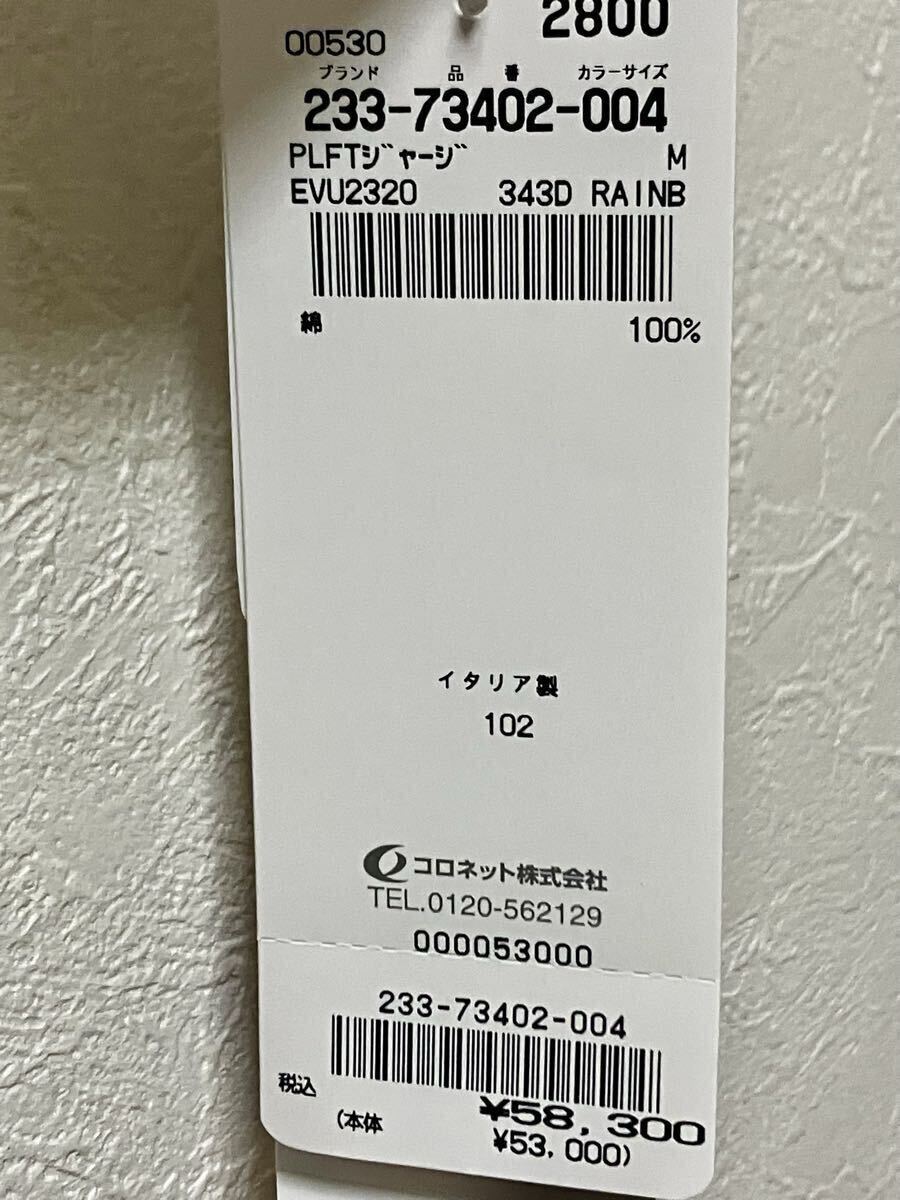 2800
00530
ブランド 品番 カラーサイズ
233-73402-004
PLFTジャージ M
EVU2320 343D RAINB
綿 100%
イタリア製
102
コロネット株式会社
TEL.0120-562129
000053000
233-73402-004
税込 ¥58,300
(本体 ¥53,000)